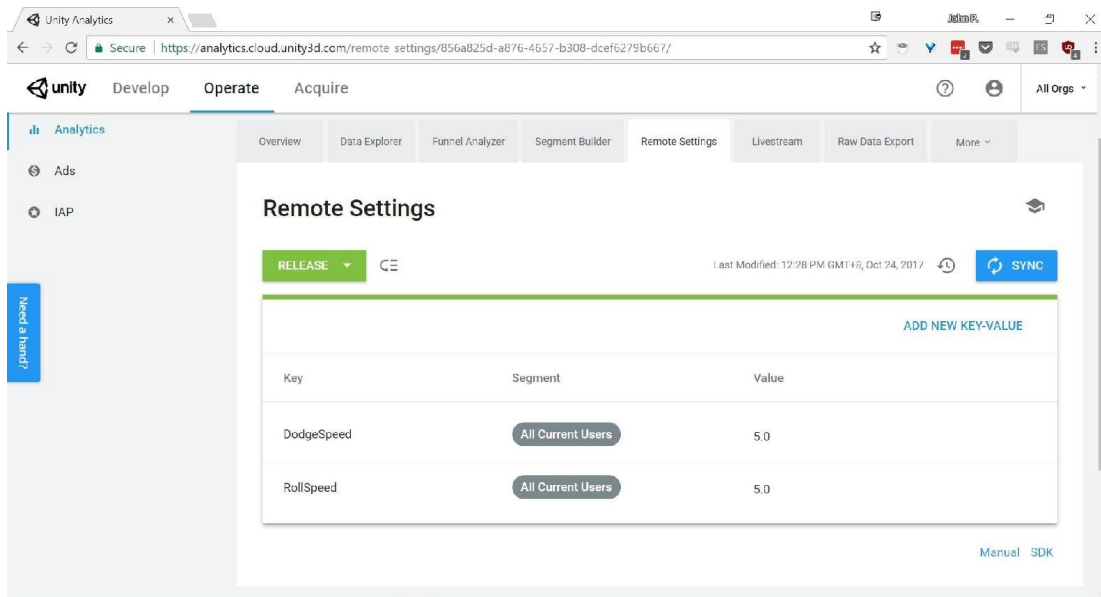 Unity Analytics
John P.
Secure | https://analytics.cloud.unity3d.com/remote_settings/856a825d-a876-4657-b308-dcef6279b667/
unity Develop Operate Acquire All Orgs
Analytics
Ads
IAP
Need a hand?
Overview Data Explorer Funnel Analyzer Segment Builder Remote Settings Livestream Raw Data Export More
Remote Settings
RELEASE Last Modified: 12:28 PM GMT+8, Oct 24, 2017 SYNC
ADD NEW KEY-VALUE
Key Segment Value
DodgeSpeed All Current Users 5.0
RollSpeed All Current Users 5.0
Manual SDK